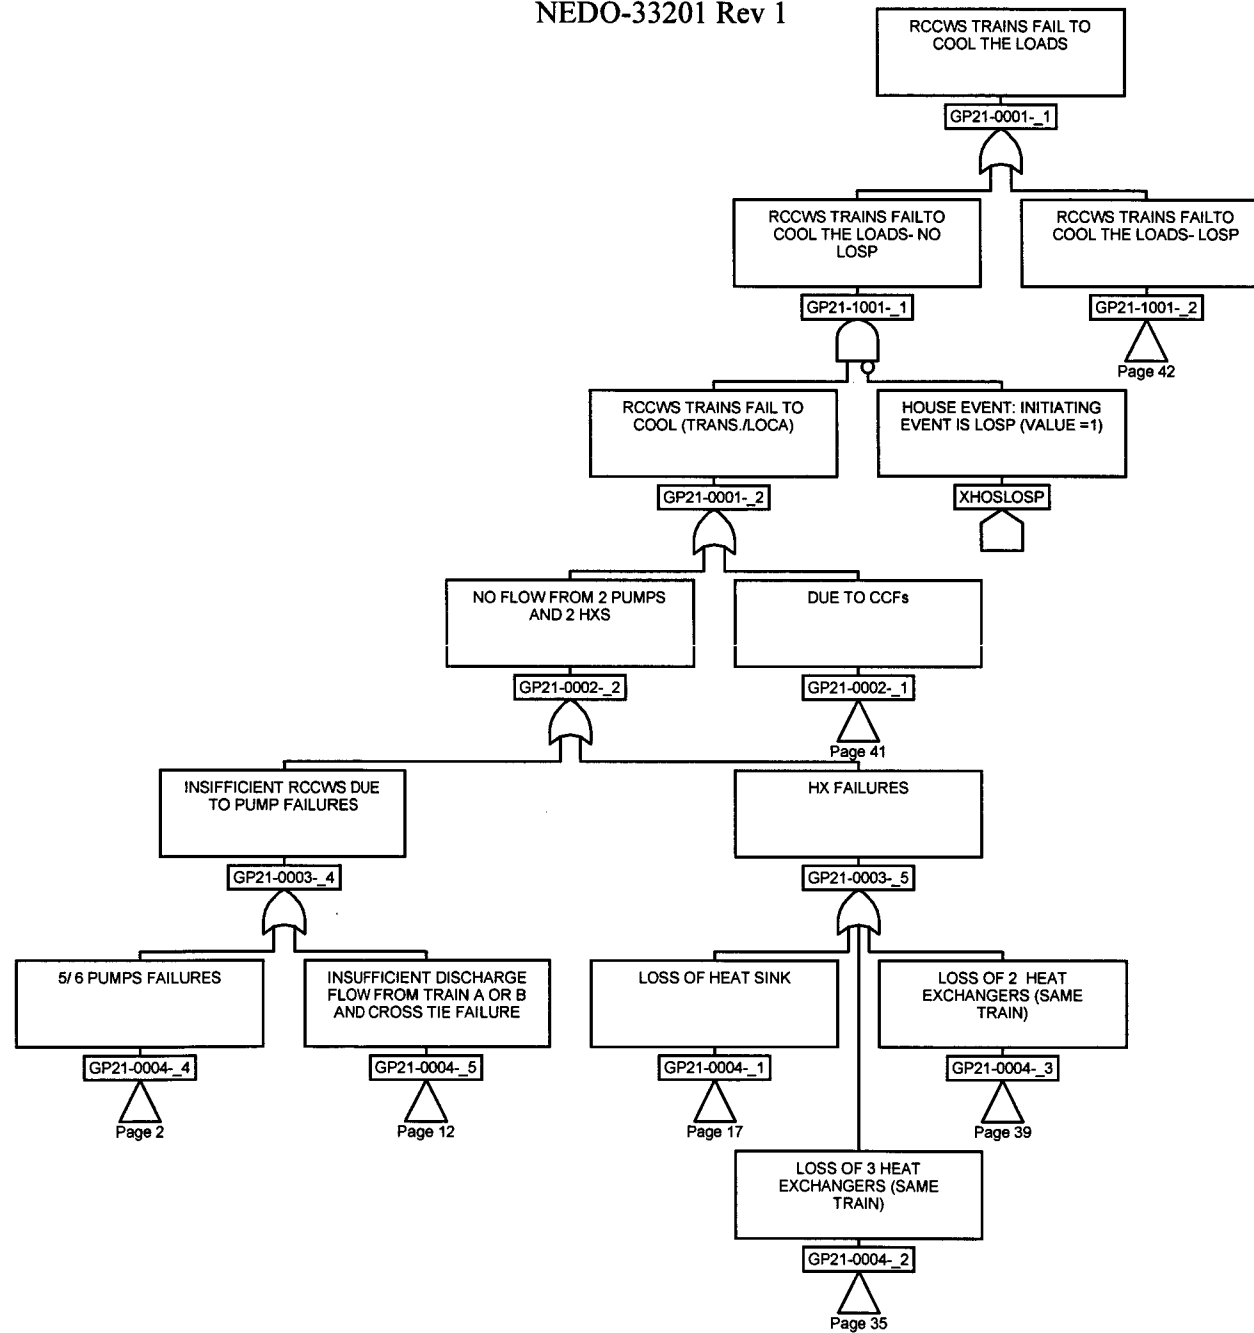 NEDO-33201 Rev 1
RCCWS TRAINS FAIL TO
COOL THE LOADS
GP21-0001-_1
RCCWS TRAINS FAILTO
COOL THE LOADS- NO
LOSP
GP21-1001-_1
RCCWS TRAINS FAILTO
COOL THE LOADS- LOSP
GP21-1001-_2
Page 42
RCCWS TRAINS FAIL TO
COOL (TRANS./LOCA)
GP21-0001-_2
HOUSE EVENT: INITIATING
EVENT IS LOSP (VALUE =1)
XHOSLOSP
NO FLOW FROM 2 PUMPS
AND 2 HXS
GP21-0002-_2
DUE TO CCFs
GP21-0002-_1
Page 41
INSIFFICIENT RCCWS DUE
TO PUMP FAILURES
GP21-0003-_4
HX FAILURES
GP21-0003-_5
5/ 6 PUMPS FAILURES
GP21-0004-_4
Page 2
INSUFFICIENT DISCHARGE
FLOW FROM TRAIN A OR B
AND CROSS TIE FAILURE
GP21-0004-_5
Page 12
LOSS OF HEAT SINK
GP21-0004-_1
Page 17
LOSS OF 2 HEAT
EXCHANGERS (SAME
TRAIN)
GP21-0004-_3
Page 39
LOSS OF 3 HEAT
EXCHANGERS (SAME
TRAIN)
GP21-0004-_2
Page 35